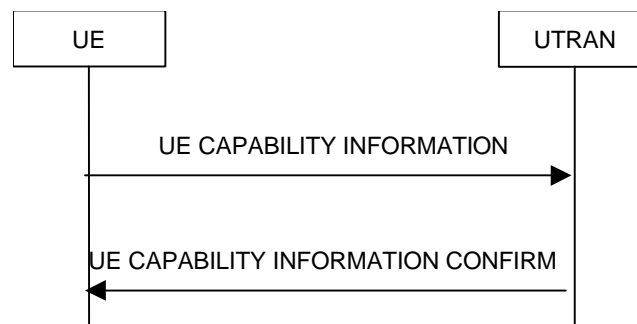 UE
UTRAN
UE CAPABILITY INFORMATION
UE CAPABILITY INFORMATION CONFIRM